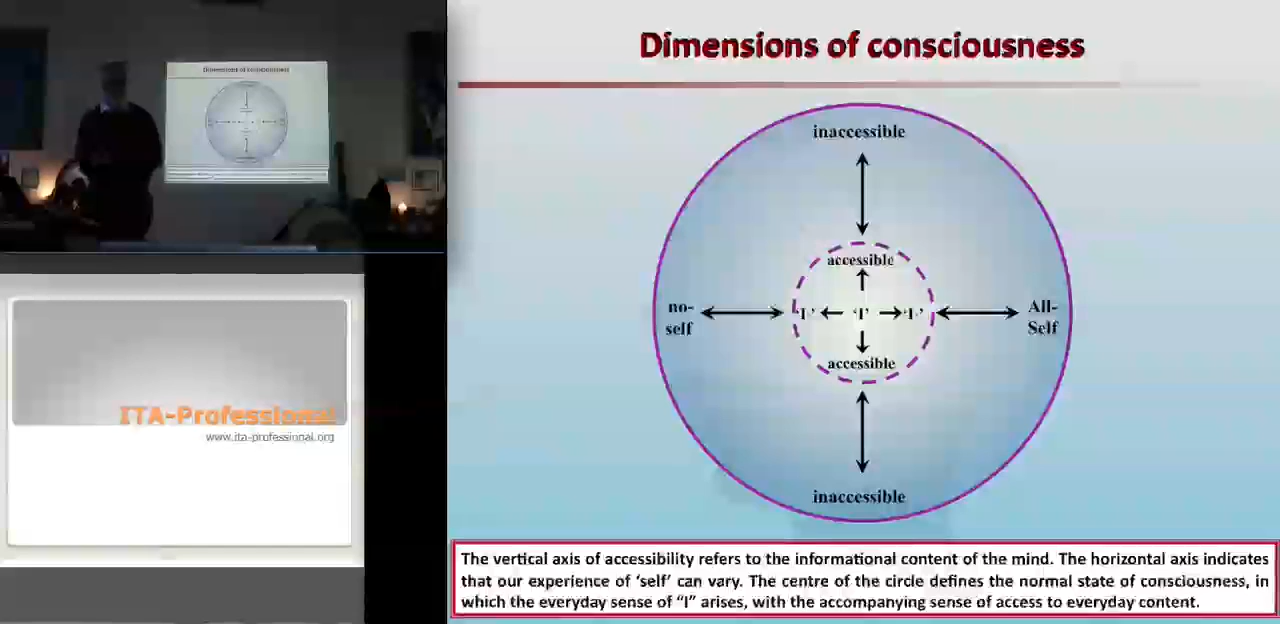 Dimensions of consciousness
Dimensions of consciousness
inaccessible
accessible
no-
self
'I-'
'I'
'I-'
All-
Self
accessible
inaccessible
ITA-Professional
www.ita-professional.org
The vertical axis of accessibility refers to the informational content of the mind. The horizontal axis indicates
that our experience of ‘self’ can vary. The centre of the circle defines the normal state of consciousness, in
which the everyday sense of “I” arises, with the accompanying sense of access to everyday content.